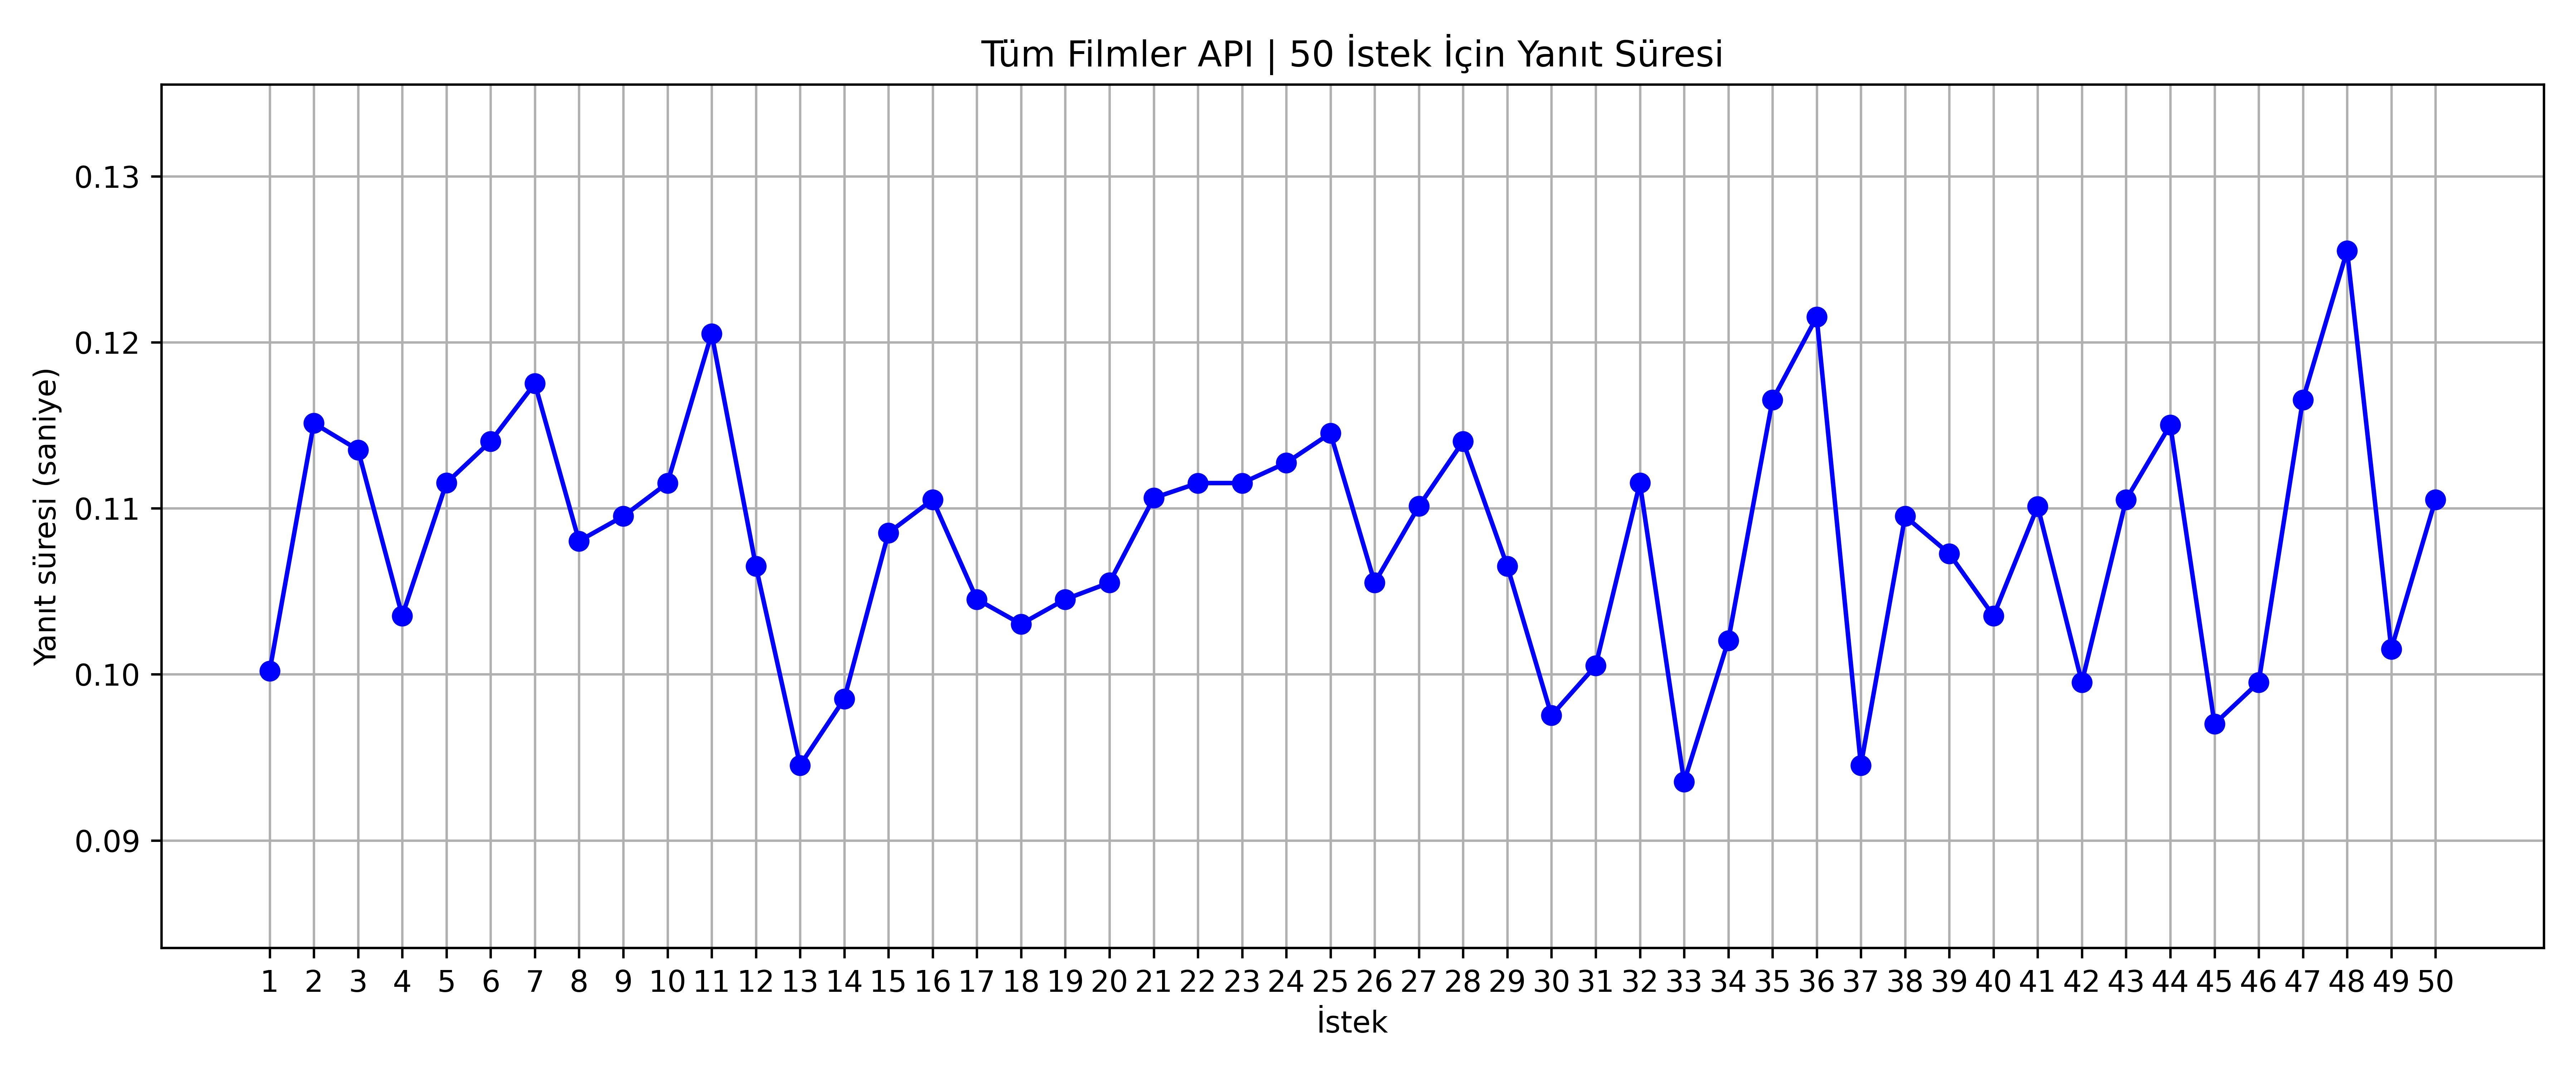 Tüm Filmler API | 50 İstek İçin Yanıt Süresi
Yanıt süresi (saniye)
0.13
0.12
0.11
0.10
0.09
1 2 3 4 5 6 7 8 9 10 11 12 13 14 15 16 17 18 19 20 21 22 23 24 25 26 27 28 29 30 31 32 33 34 35 36 37 38 39 40 41 42 43 44 45 46 47 48 49 50
İstek